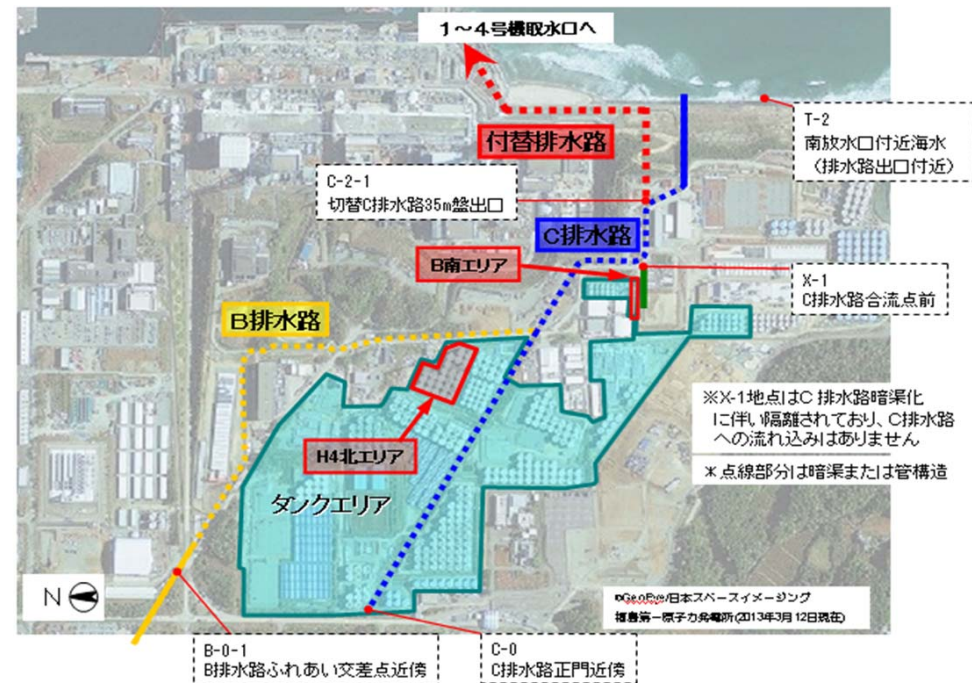 1～4号機取水口へ
T-2
南放水口付近海水
（排水路出口付近）
付替排水路
C-2-1
切替C排水路35m盤出口
C排水路
B南エリア
X-1
C排水路合流点前
B排水路
※X-1地点はC 排水路暗渠化
に伴い隔離されており、C排水路
への流れ込みはありません
＊点線部分は暗渠または管構造
H4北エリア
タンクエリア
N
©GeoEye/日本スペースイメージング
福島第一原子力発電所(2013年3月12日現在)
B-0-1
B排水路ふれあい交差点近傍
C-0
C排水路正門近傍